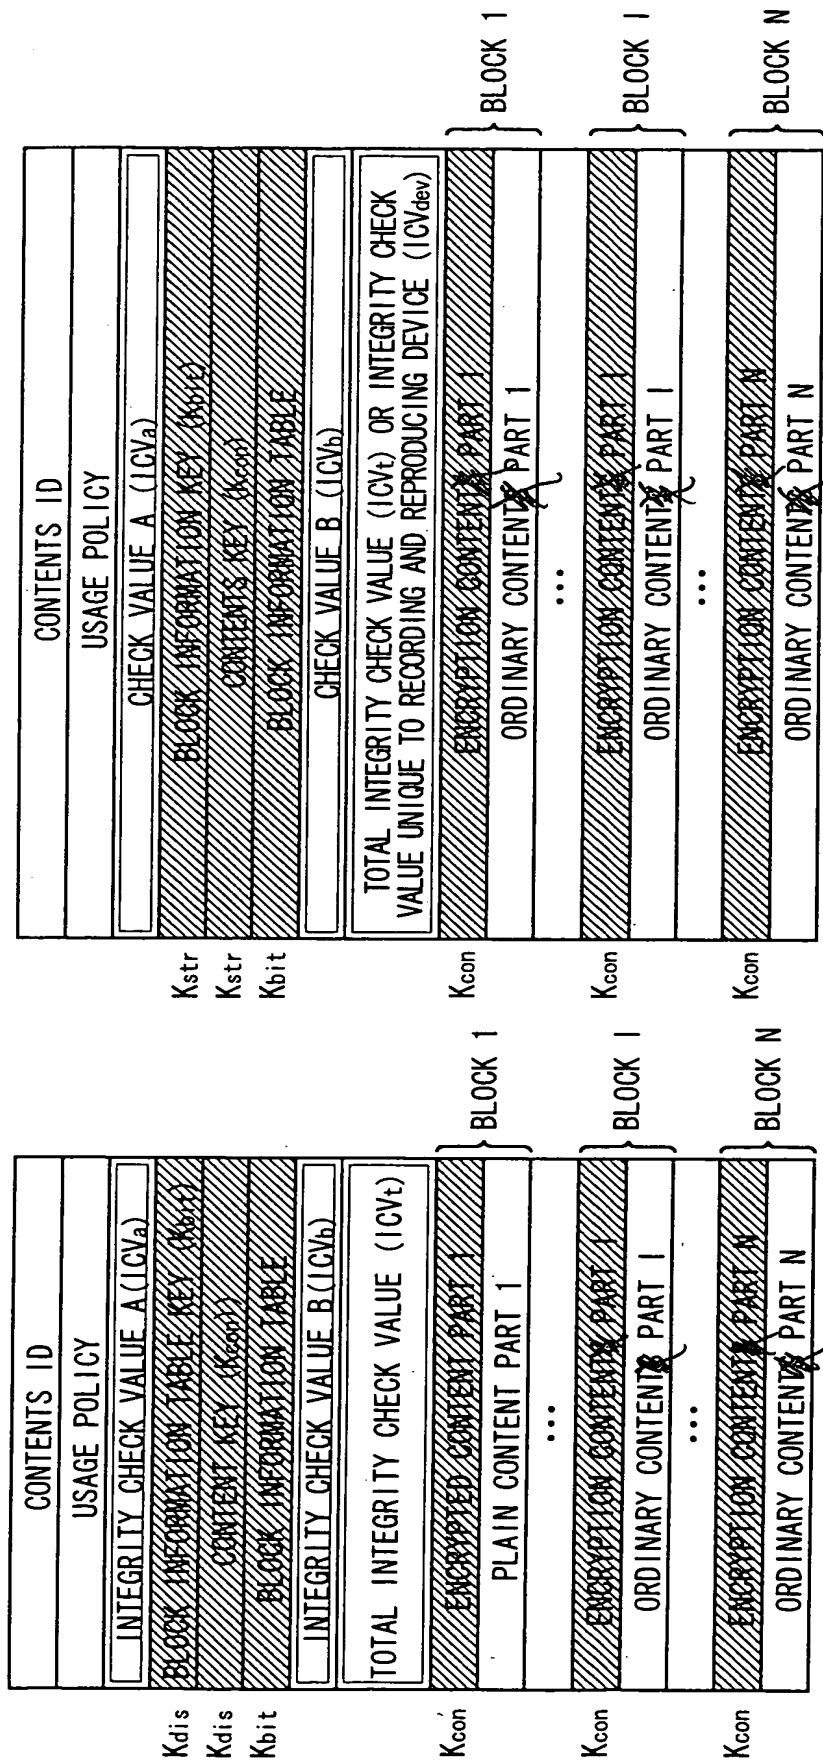 CONTENTS ID
USAGE POLICY
INTEGRITY CHECK VALUE A(ICVa)
Kdis BLOCK INFORMATION TABLE KEY (Kbit)
Kdis CONTENT KEY (Kcon)
Kbit BLOCK INFORMATION TABLE
INTEGRITY CHECK VALUE B(ICVb)
TOTAL INTEGRITY CHECK VALUE (ICVt)
Kcon ENCRYPTED CONTENT PART 1
PLAIN CONTENT PART 1
BLOCK 1
...
Kcon ENCRYPTION CONTENTS PART I
ORDINARY CONTENTS PART I
BLOCK I
...
Kcon ENCRYPTION CONTENTS PART N
ORDINARY CONTENTS PART N
BLOCK N
CONTENTS ID
USAGE POLICY
CHECK VALUE A (ICVa)
Kstr BLOCK INFORMATION KEY (Kbit)
Kstr CONTENTS KEY (Kcon)
Kbit BLOCK INFORMATION TABLE
CHECK VALUE B (ICVb)
TOTAL INTEGRITY CHECK VALUE (ICVt) OR INTEGRITY CHECK
VALUE UNIQUE TO RECORDING AND REPRODUCING DEVICE (ICVdev)
Kcon ENCRYPTION CONTENTS PART 1
ORDINARY CONTENTS PART 1
BLOCK 1
...
Kcon ENCRYPTION CONTENTS PART I
ORDINARY CONTENTS PART I
BLOCK I
...
Kcon ENCRYPTION CONTENTS PART N
ORDINARY CONTENTS PART N
BLOCK N